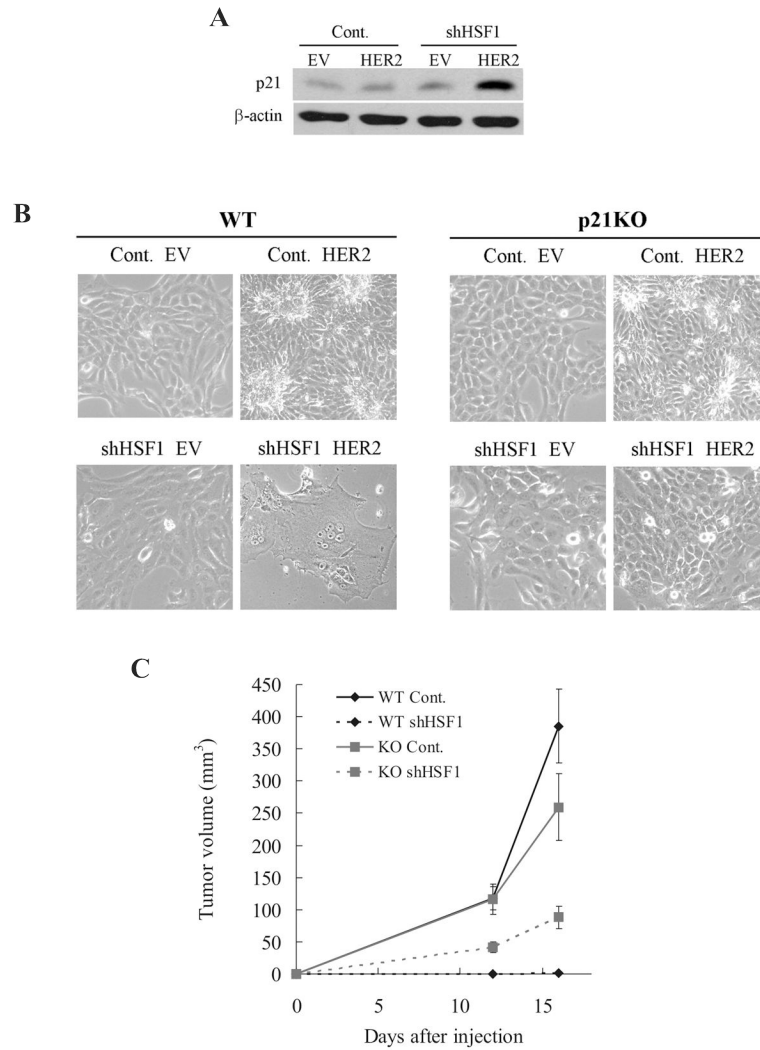 A
Cont. shHSF1
EV HER2 EV HER2
p21
β-actin
B
WT p21KO
Cont. EV Cont. HER2 Cont. EV Cont. HER2
shHSF1 EV shHSF1 HER2 shHSF1 EV shHSF1 HER2
C
450
400
350
300
250
200
150
100
50
0
Tumor volume (mm³)
WT Cont.
WT shHSF1
KO Cont.
KO shHSF1
0 5 10 15
Days after injection